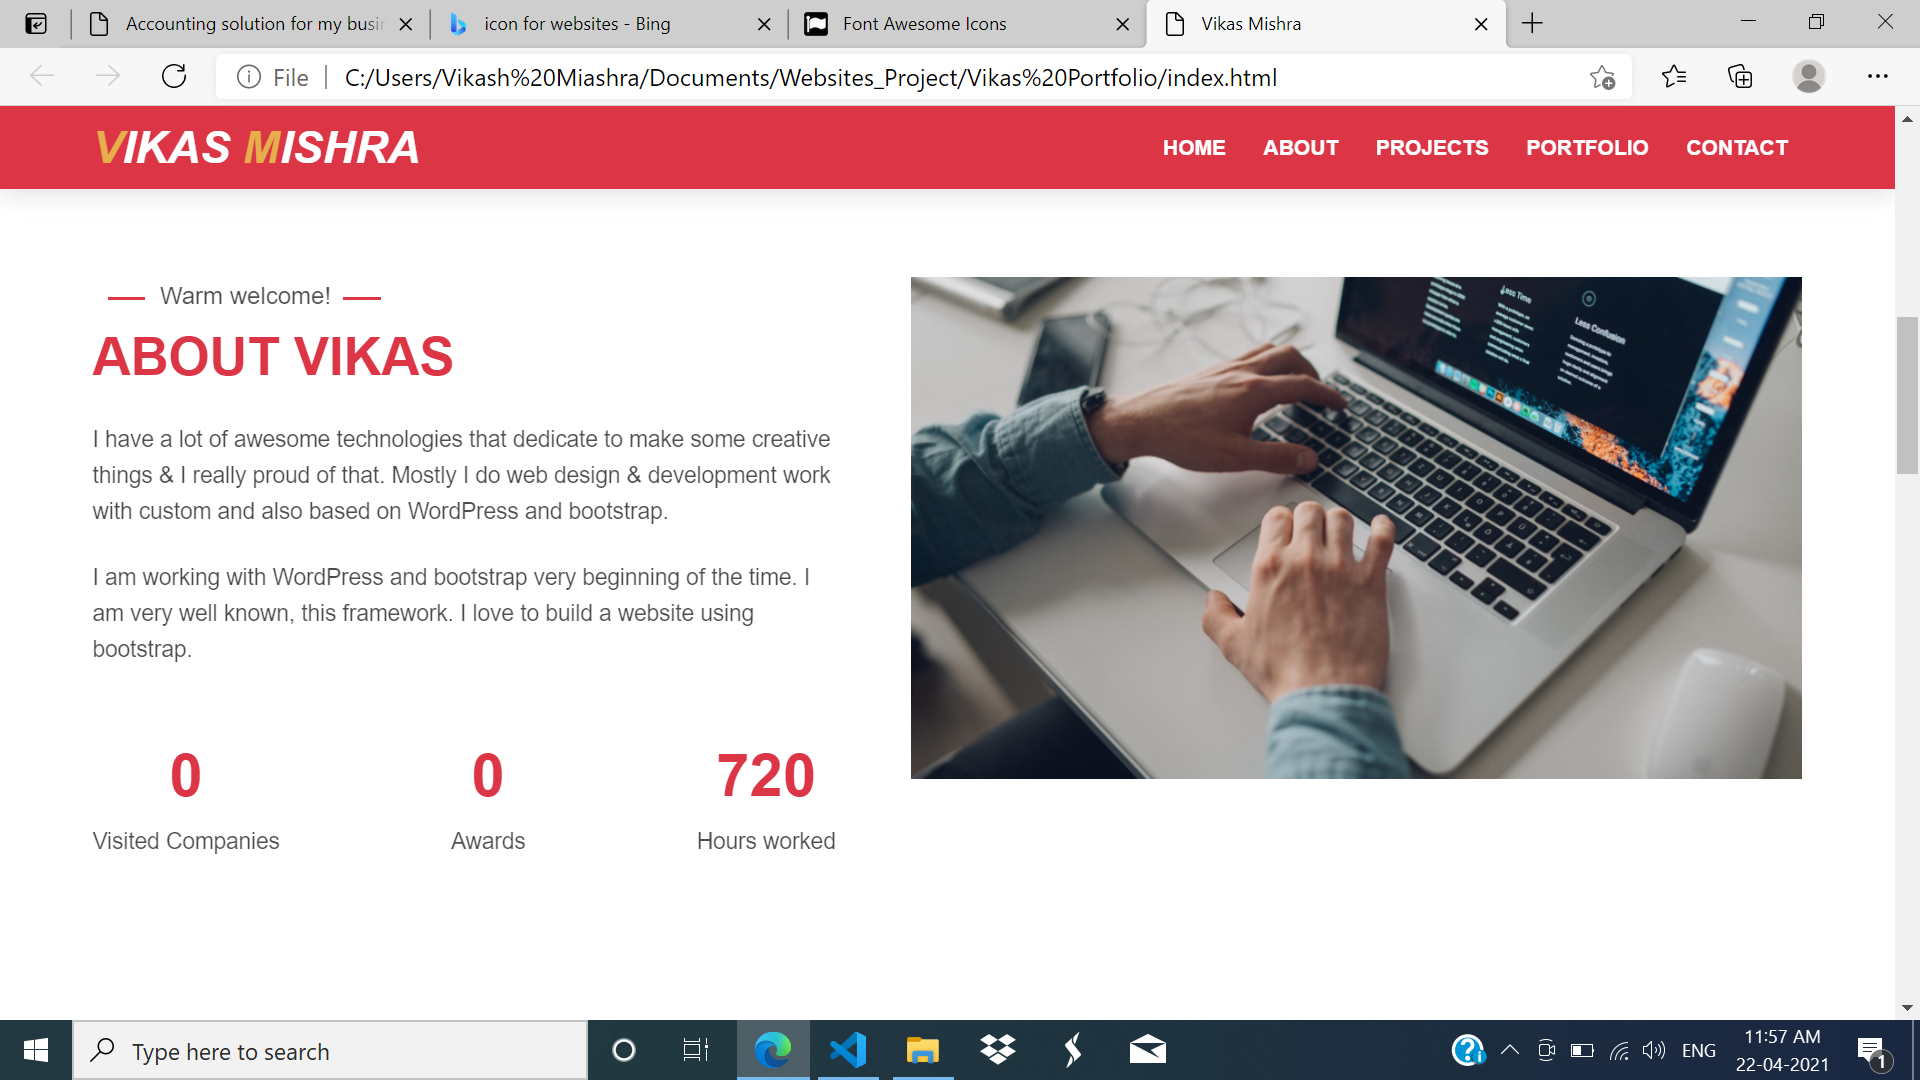 Accounting solution for my busin
icon for websites - Bing
Font Awesome Icons
Vikas Mishra
File
C:/Users/Vikash%20Miashra/Documents/Websites_Project/Vikas%20Portfolio/index.html
VIKAS MISHRA
HOME ABOUT PROJECTS PORTFOLIO CONTACT
Warm welcome!
ABOUT VIKAS
I have a lot of awesome technologies that dedicate to make some creative
things & I really proud of that. Mostly I do web design & development work
with custom and also based on WordPress and bootstrap.
I am working with WordPress and bootstrap very beginning of the time. I
am very well known, this framework. I love to build a website using
bootstrap.
0
Visited Companies
0
Awards
720
Hours worked
Less Time
Less Confusion
Type here to search
ENG
11:57 AM
22-04-2021
1